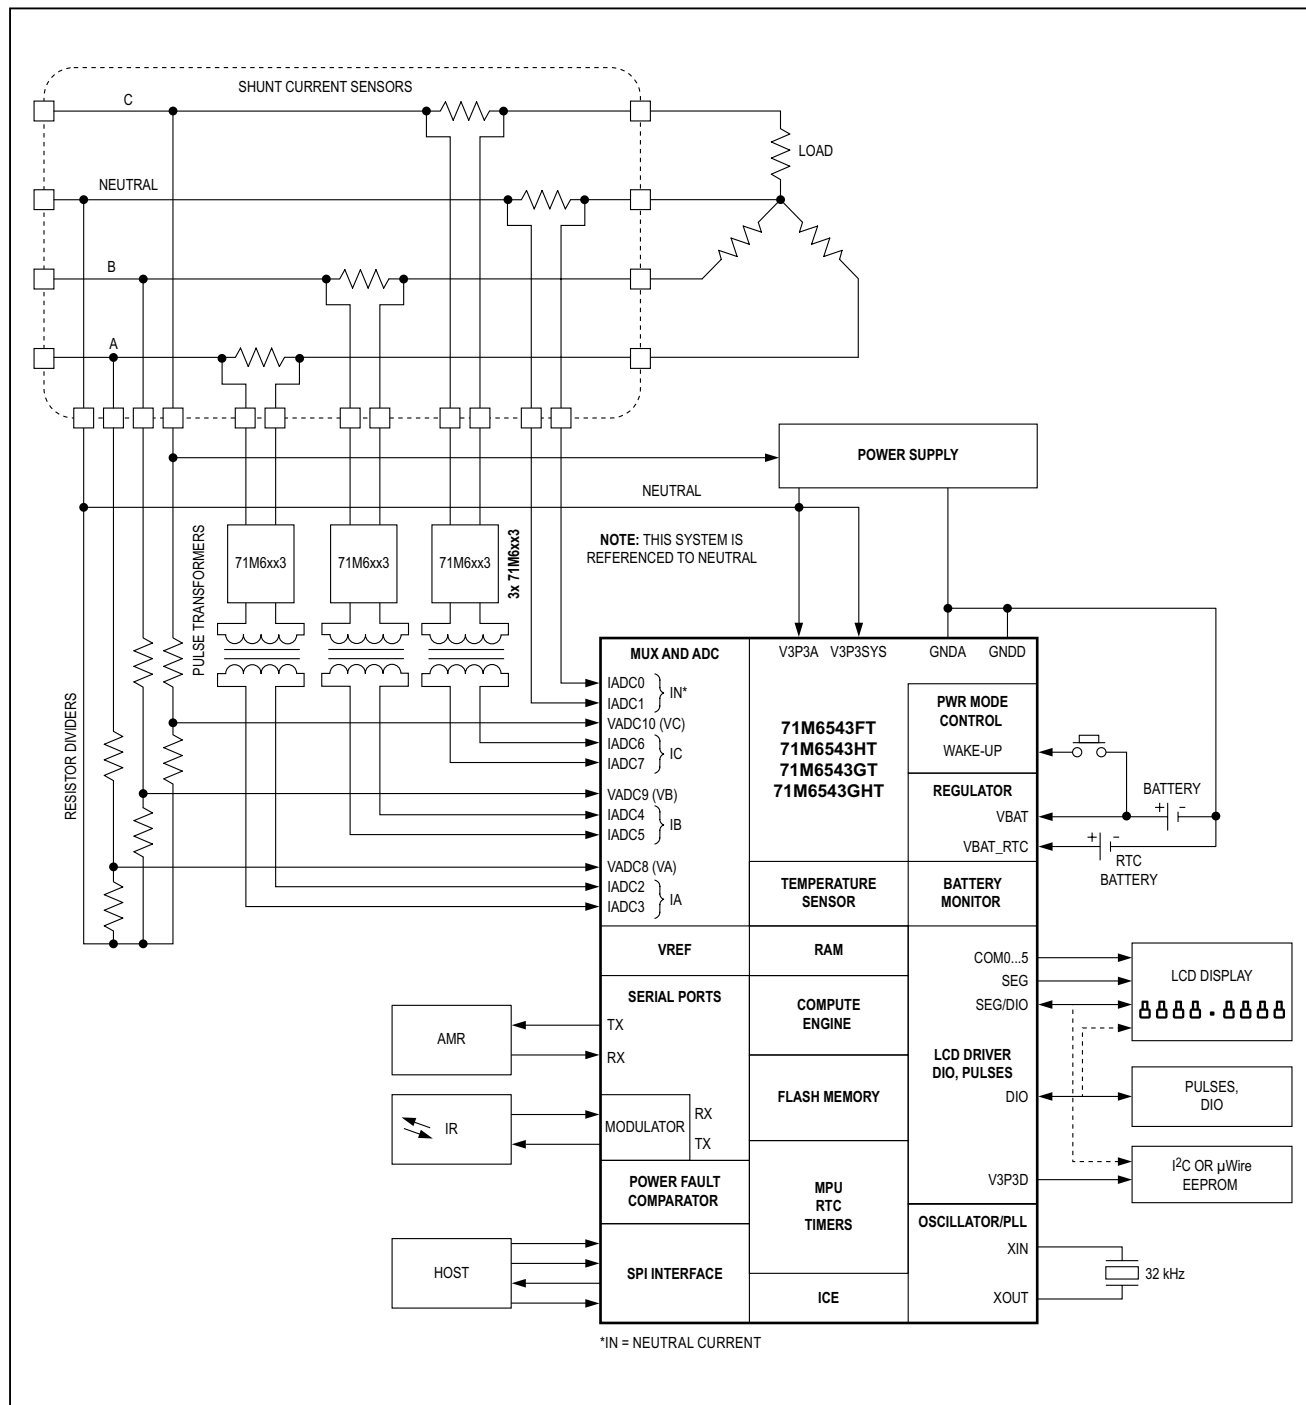 SHUNT CURRENT SENSORS
C
LOAD
NEUTRAL
B
A
POWER SUPPLY
NEUTRAL
NOTE: THIS SYSTEM IS
REFERENCED TO NEUTRAL
PULSE TRANSFORMERS
71M6xx3
71M6xx3
71M6xx3
3x 71M6xx3
RESISTOR DIVIDERS
MUX AND ADC
V3P3A
V3P3SYS
GNDA
GNDD
IADC0
IADC1
IN*
VADC10 (VC)
IADC6
IADC7
IC
VADC9 (VB)
IADC4
IADC5
IB
VADC8 (VA)
IADC2
IADC3
IA
71M6543FT
71M6543HT
71M6543GT
71M6543GHT
PWR MODE
CONTROL
WAKE-UP
REGULATOR
VBAT
VBAT_RTC
BATTERY
+ -
+ -
RTC
BATTERY
TEMPERATURE
SENSOR
BATTERY
MONITOR
VREF
RAM
COM0...5
SEG
SEG/DIO
LCD DISPLAY
SERIAL PORTS
TX
RX
AMR
COMPUTE
ENGINE
LCD DRIVER
DIO, PULSES
DIO
PULSES,
DIO
FLASH MEMORY
IR
MODULATOR
RX
TX
V3P3D
I²C OR µWire
EEPROM
POWER FAULT
COMPARATOR
MPU
RTC
TIMERS
OSCILLATOR/PLL
XIN
XOUT
32 kHz
HOST
SPI INTERFACE
ICE
*IN = NEUTRAL CURRENT